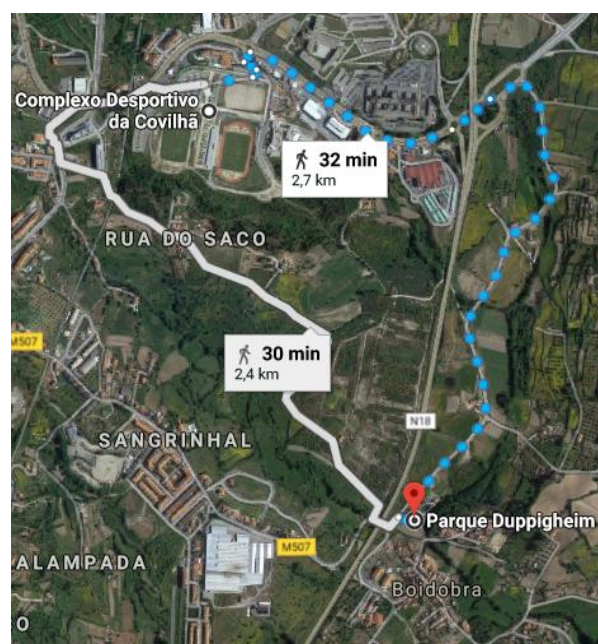 Complexo Desportivo
da Covilhã
32 min
2,7 km
RUA DO SACO
30 min
2,4 km
M507
N18
SANGRINHAL
Parque Duppigheim
M507
ALAMPADA
Boidobra
O